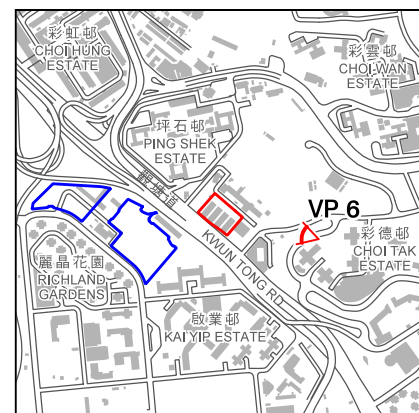 彩虹邨
CHOI HUNG
ESTATE
彩雲邨
CHOI WAN
ESTATE
坪石邨
PING SHEK
ESTATE
觀塘道
KWUN TONG RD
VP 6
彩德邨
CHOI TAK
ESTATE
麗晶花園
RICHLAND
GARDENS
啟業邨
KAI YIP ESTATE